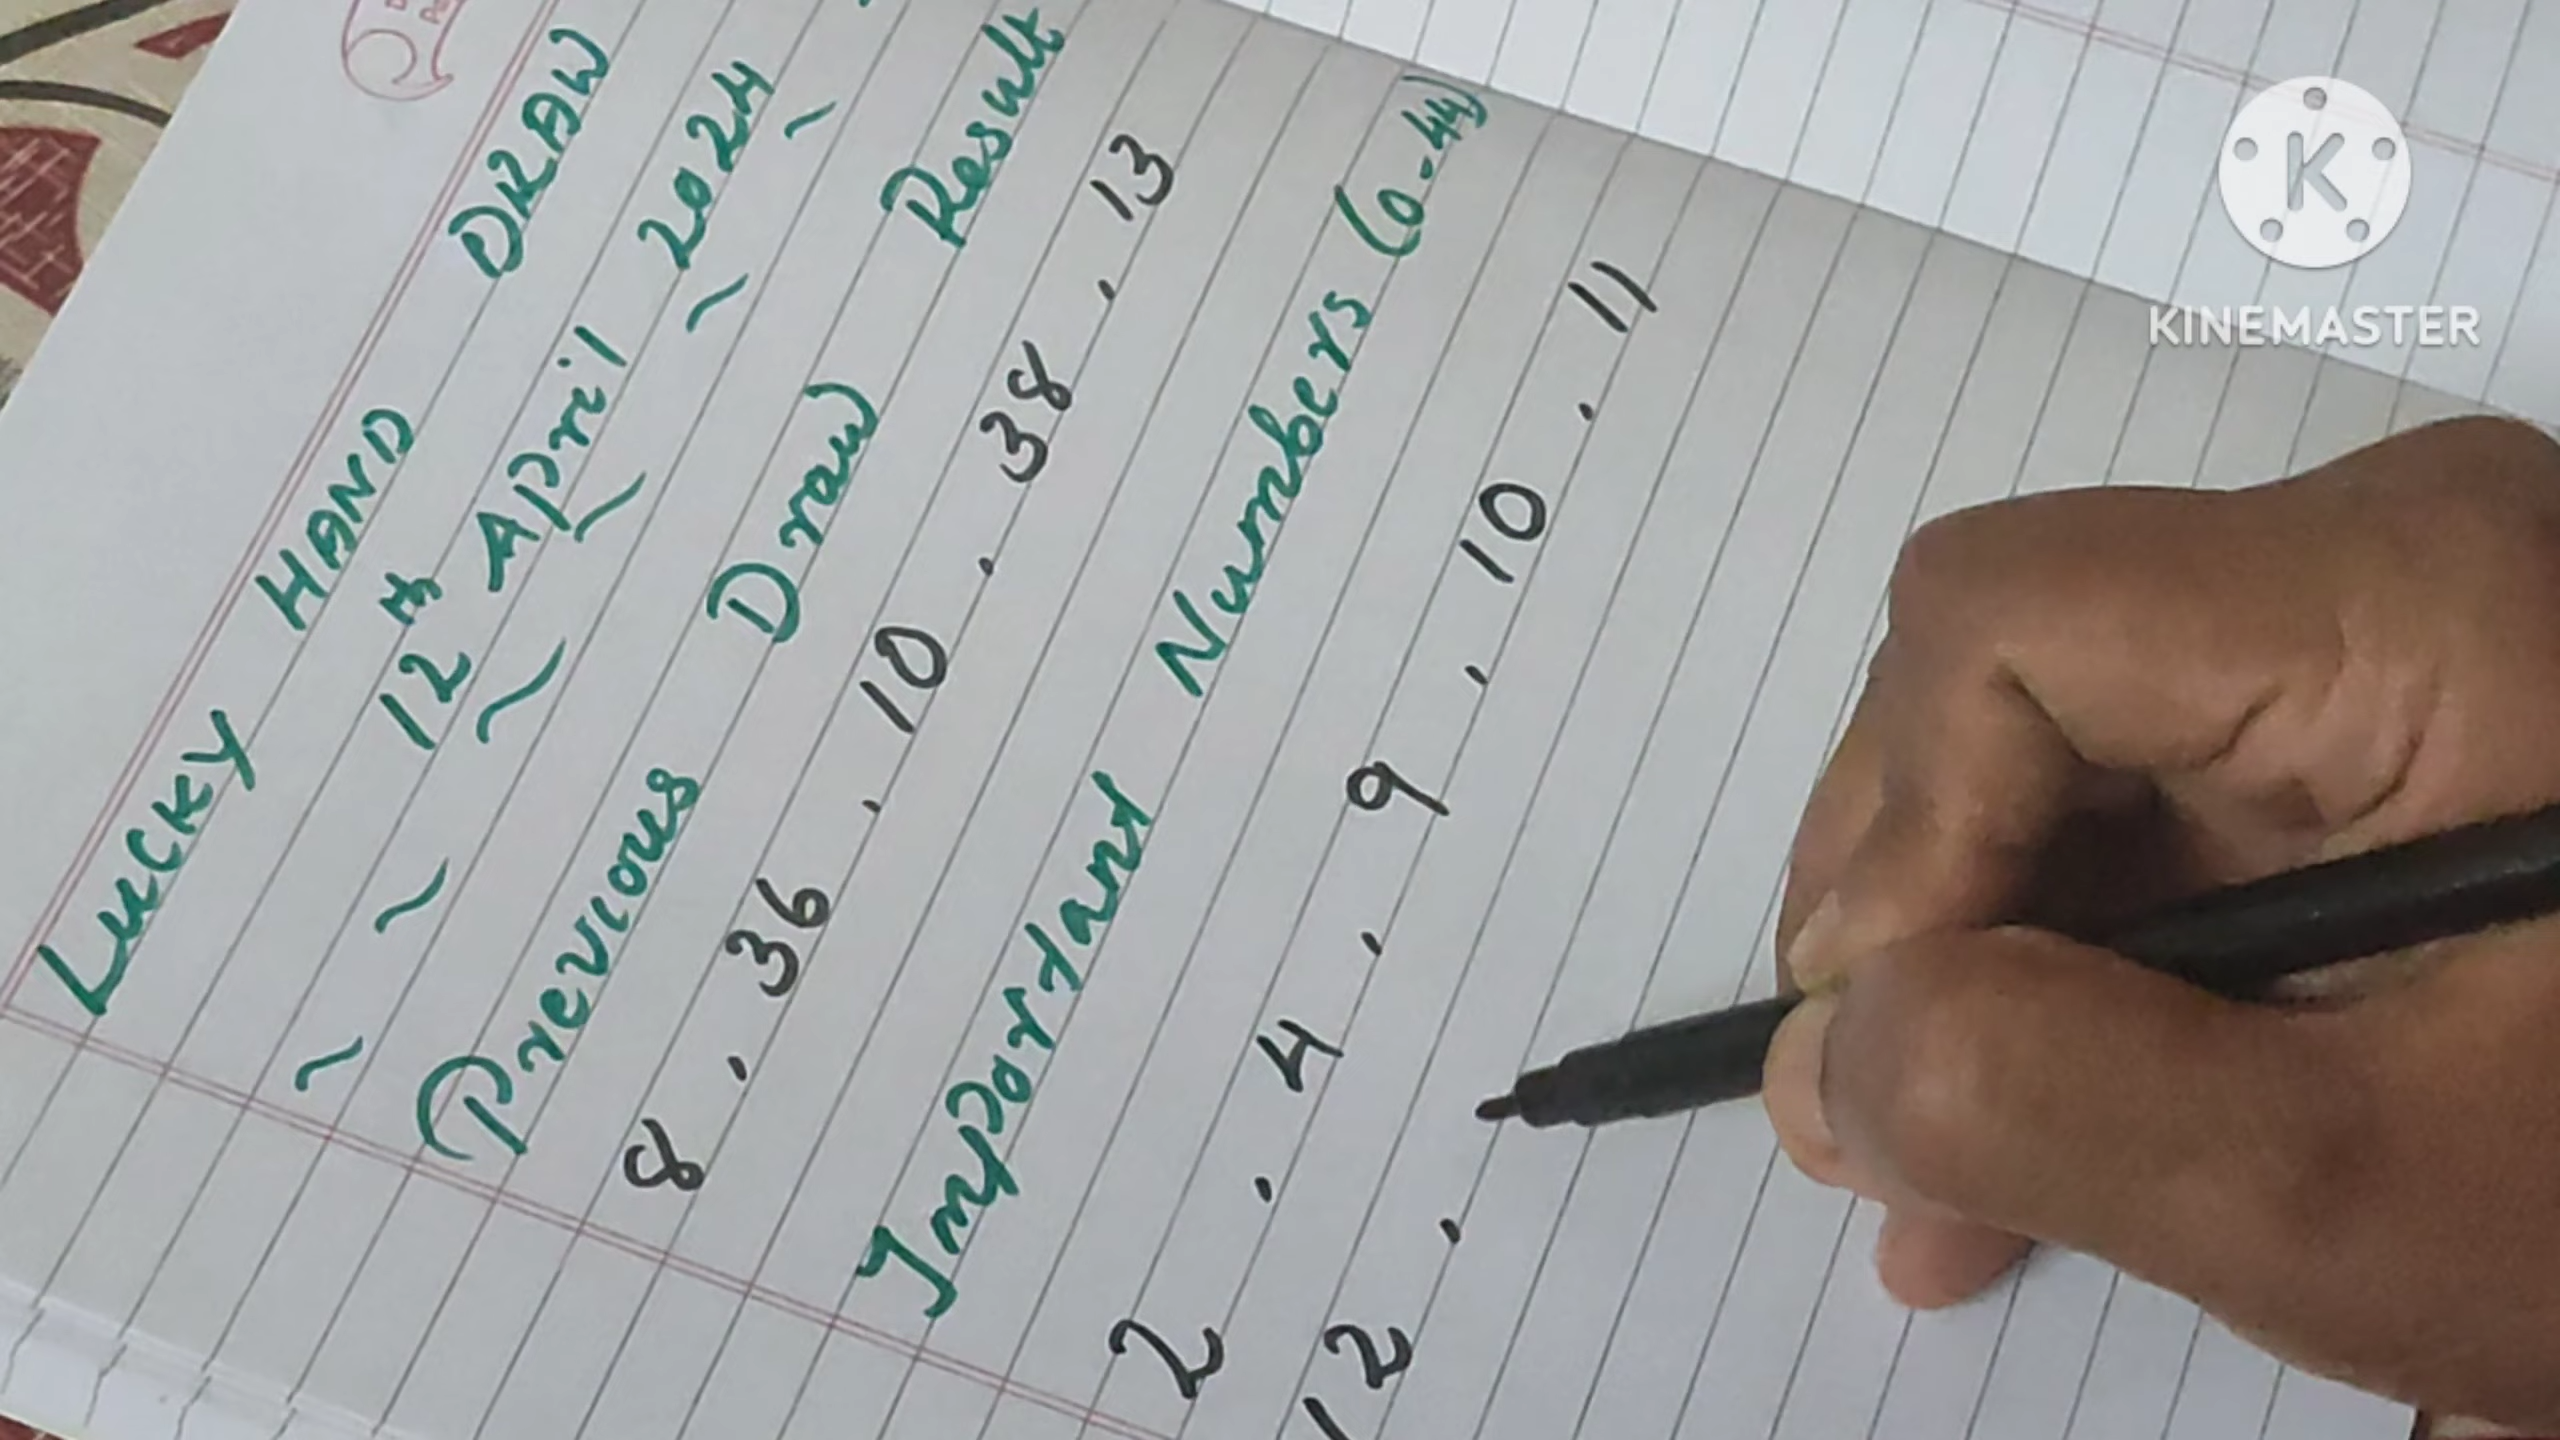 LUCKY HAND DRAW
12th April 2024
Previous Draw Result
8 . 36 . 10 . 38 . 13
Important Numbers (0-44)
2 . 4 . 9 . 10 . 11
12 .
K
KINEMASTER